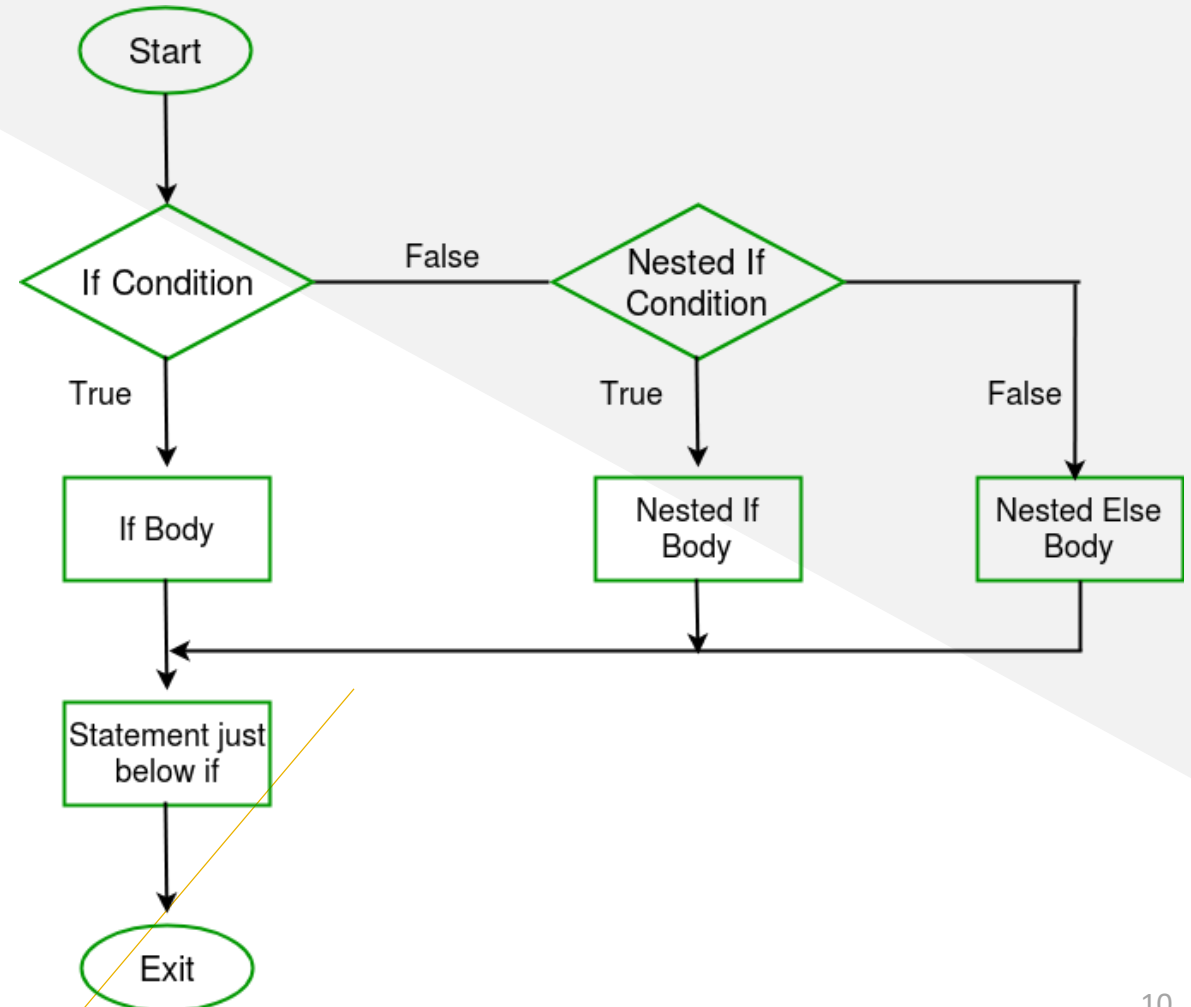 Start
If Condition
False
Nested If
Condition
True
True
False
If Body
Nested If
Body
Nested Else
Body
Statement just
below if
Exit
10